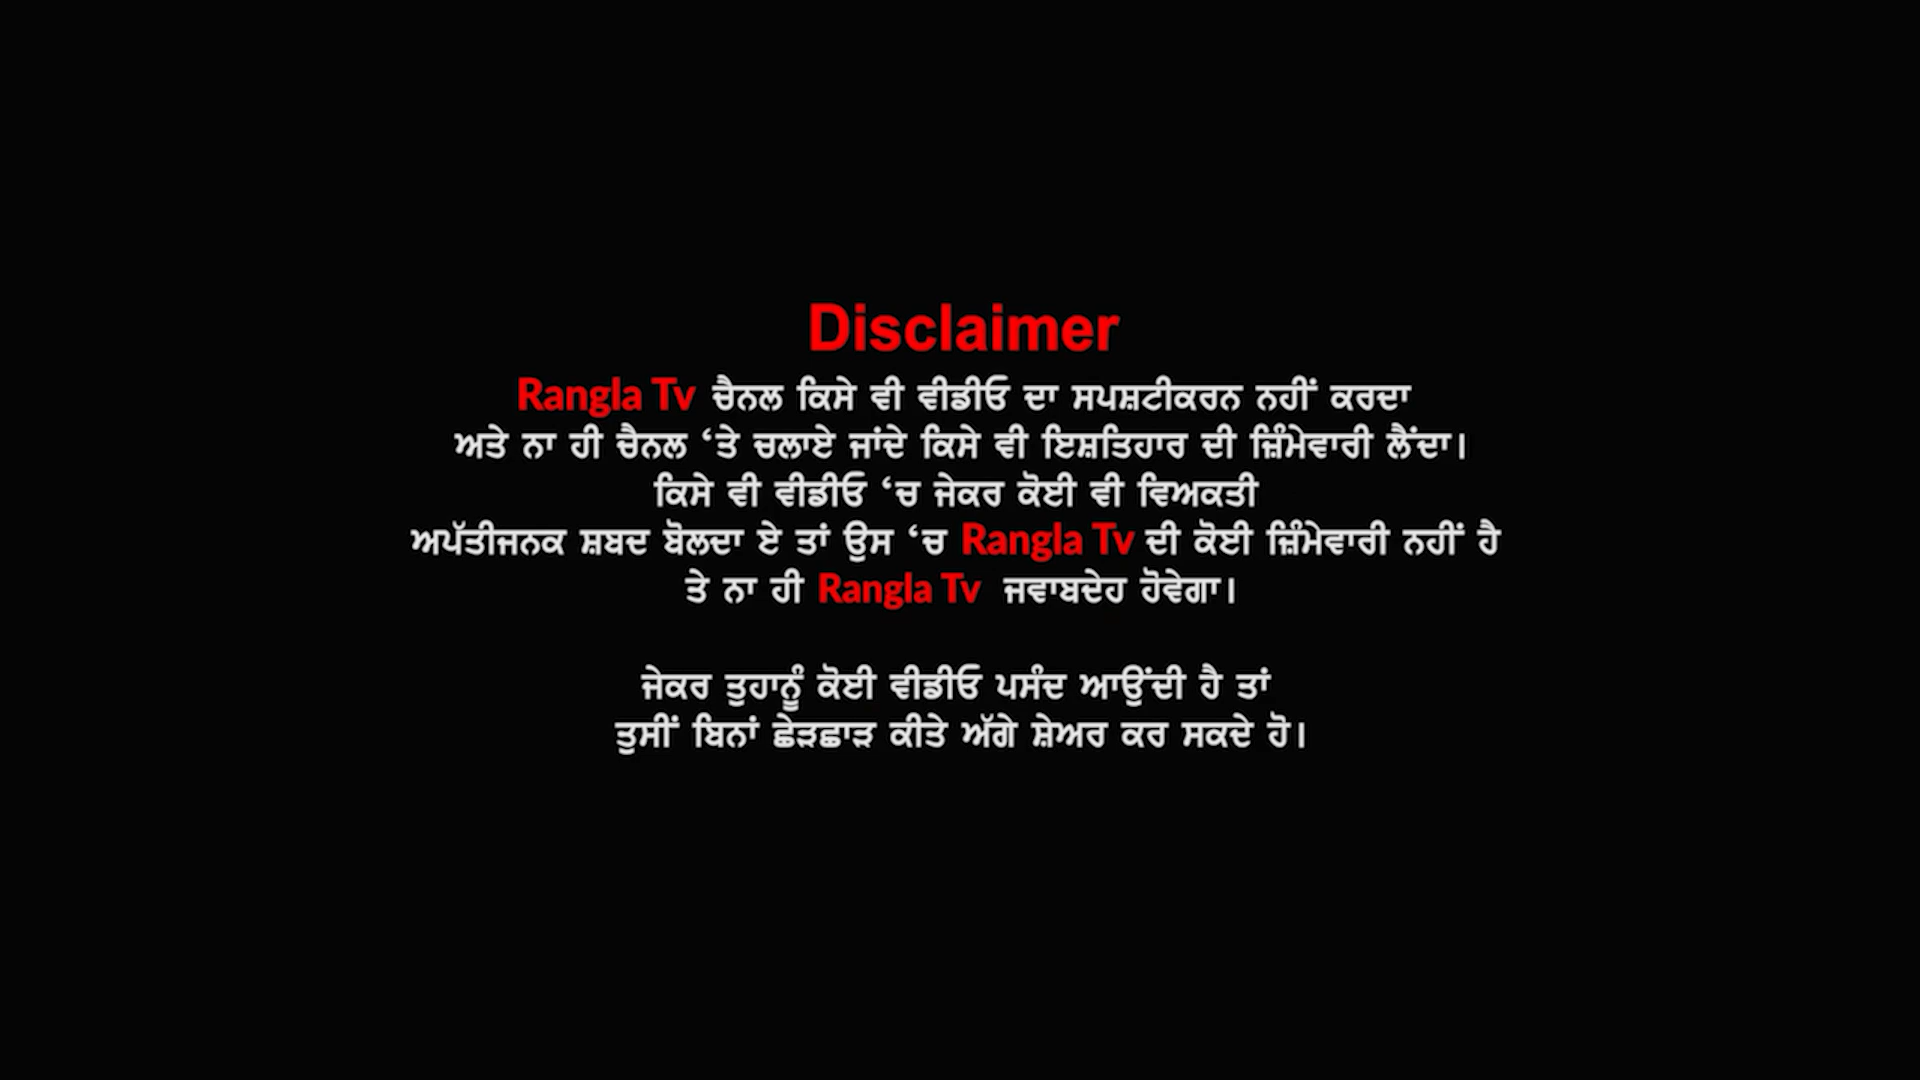 Disclaimer
Rangla Tv ਚੈਨਲ ਕਿਸੇ ਵੀ ਵੀਡੀਓ ਦਾ ਸਪਸ਼ਟੀਕਰਨ ਨਹੀਂ ਕਰਦਾ
ਅਤੇ ਨਾ ਹੀ ਚੈਨਲ ‘ਤੇ ਚਲਾਏ ਜਾਂਦੇ ਕਿਸੇ ਵੀ ਇਸ਼ਤਿਹਾਰ ਦੀ ਜ਼ਿੰਮੇਵਾਰੀ ਲੈਂਦਾ।
ਕਿਸੇ ਵੀ ਵੀਡੀਓ ‘ਚ ਜੇਕਰ ਕੋਈ ਵੀ ਵਿਅਕਤੀ
ਅਪੱਤੀਜਨਕ ਸ਼ਬਦ ਬੋਲਦਾ ਏ ਤਾਂ ਉਸ ‘ਚ Rangla Tv ਦੀ ਕੋਈ ਜ਼ਿੰਮੇਵਾਰੀ ਨਹੀਂ ਹੈ
ਤੇ ਨਾ ਹੀ Rangla Tv ਜਵਾਬਦੇਹ ਹੋਵੇਗਾ।
ਜੇਕਰ ਤੁਹਾਨੂੰ ਕੋਈ ਵੀਡੀਓ ਪਸੰਦ ਆਉਂਦੀ ਹੈ ਤਾਂ
ਤੁਸੀਂ ਬਿਨਾਂ ਛੇੜਛਾੜ ਕੀਤੇ ਅੱਗੇ ਸ਼ੇਅਰ ਕਰ ਸਕਦੇ ਹੋ।